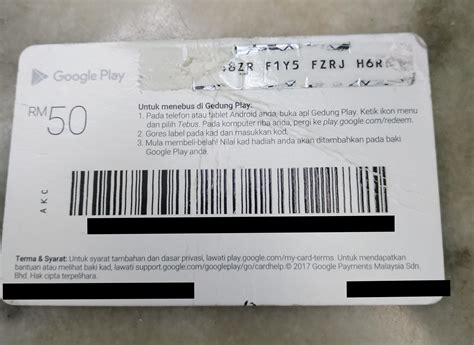 Google Play
F1Y5 FZRJ
RM 50
Untuk menebus di Gedung Play:
1. Pada telefon atau tablet Android anda, buka apl Gedung Play. Ketik ikon menu
dan pilih Tebus. Pada komputer riba anda, pergi ke play.google.com/redeem.
2. Gores label pada kad dan masukkan kod.
3. Mula membeli-belah! Nilai kad hadiah anda akan ditambahkan pada baki
Google Play anda.
AKC
Terma & Syarat: Untuk syarat tambahan dan dasar privasi, lawati play.google.com/my-card-terms. Untuk mendapatkan
bantuan atau melihat baki kad, lawati support.google.com/googleplay/go/cardhelp. © 2017 Google Payments Malaysia Sdn.
Bhd. Hak cipta terpelihara.